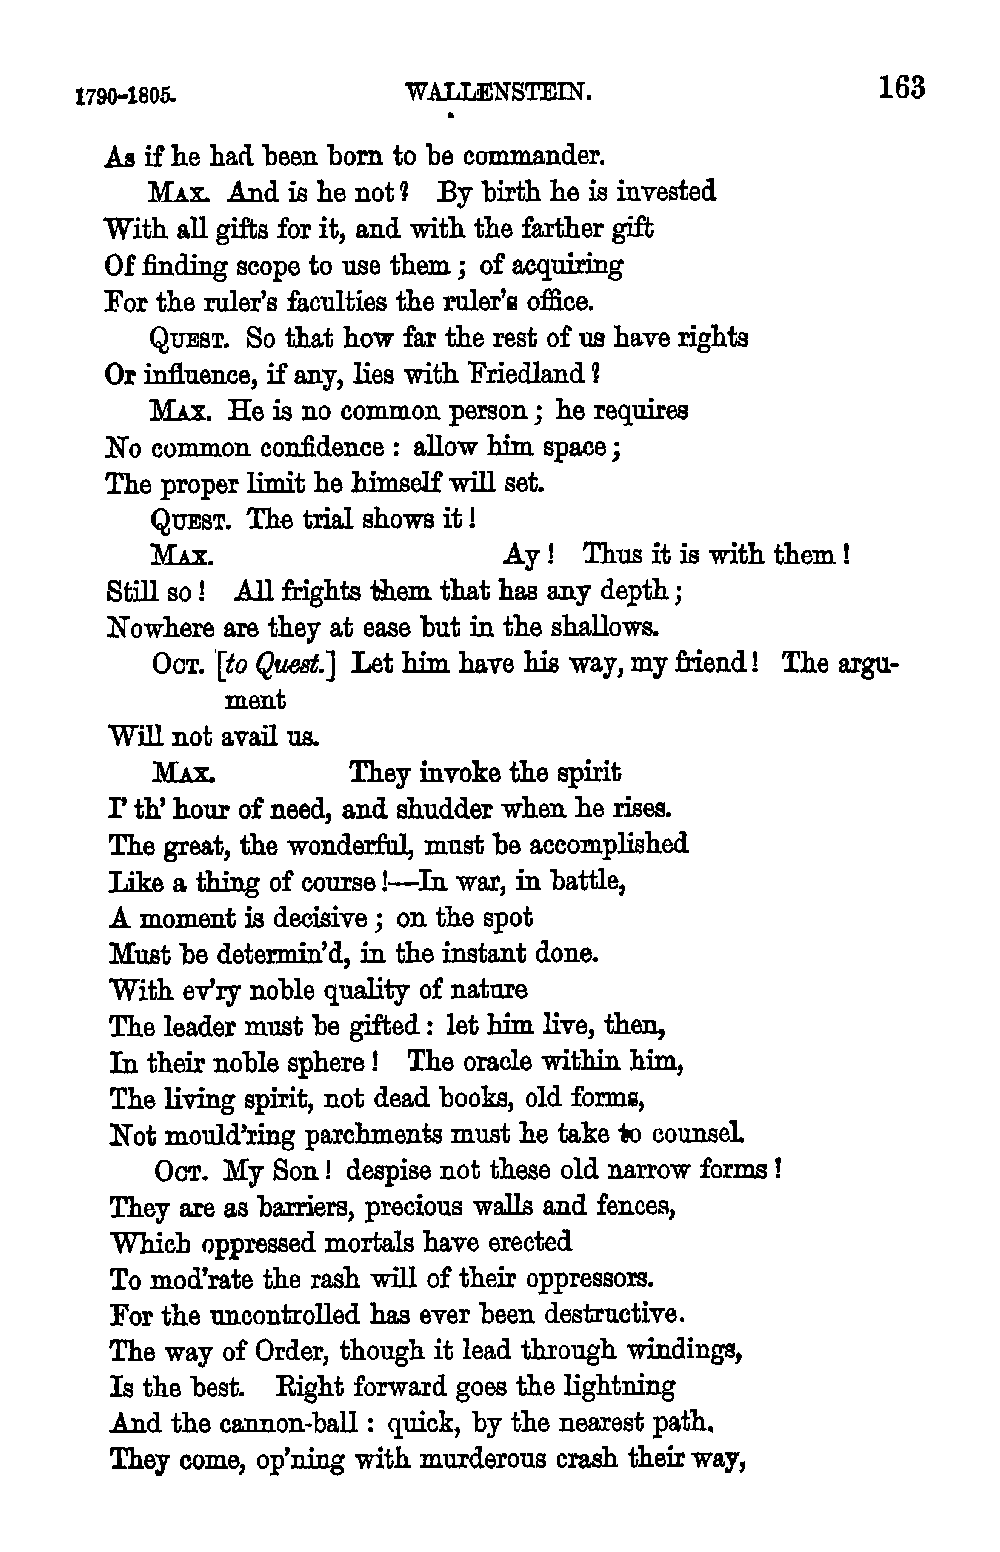 1790-1805. WALLENSTEIN. 163
As if he had been born to be commander.
MAX. And is he not? By birth he is invested
With all gifts for it, and with the farther gift
Of finding scope to use them; of acquiring
For the ruler's faculties the ruler's office.
QUEST. So that how far the rest of us have rights
Or influence, if any, lies with Friedland?
MAX. He is no common person; he requires
No common confidence: allow him space;
The proper limit he himself will set.
QUEST. The trial shows it!
MAX. Ay! Thus it is with them!
Still so! All frights them that has any depth;
Nowhere are they at ease but in the shallows.
OCT. [to Quest.] Let him have his way, my friend! The argu-
ment
Will not avail us.
MAX. They invoke the spirit
I' th' hour of need, and shudder when he rises.
The great, the wonderful, must be accomplished
Like a thing of course!—In war, in battle,
A moment is decisive; on the spot
Must be determin'd, in the instant done.
With ev'ry noble quality of nature
The leader must be gifted: let him live, then,
In their noble sphere! The oracle within him,
The living spirit, not dead books, old forms,
Not mould'ring parchments must he take to counsel.
OCT. My Son! despise not these old narrow forms!
They are as barriers, precious walls and fences,
Which oppressed mortals have erected
To mod'rate the rash will of their oppressors.
For the uncontrolled has ever been destructive.
The way of Order, though it lead through windings,
Is the best. Right forward goes the lightning
And the cannon-ball: quick, by the nearest path.
They come, op'ning with murderous crash their way,